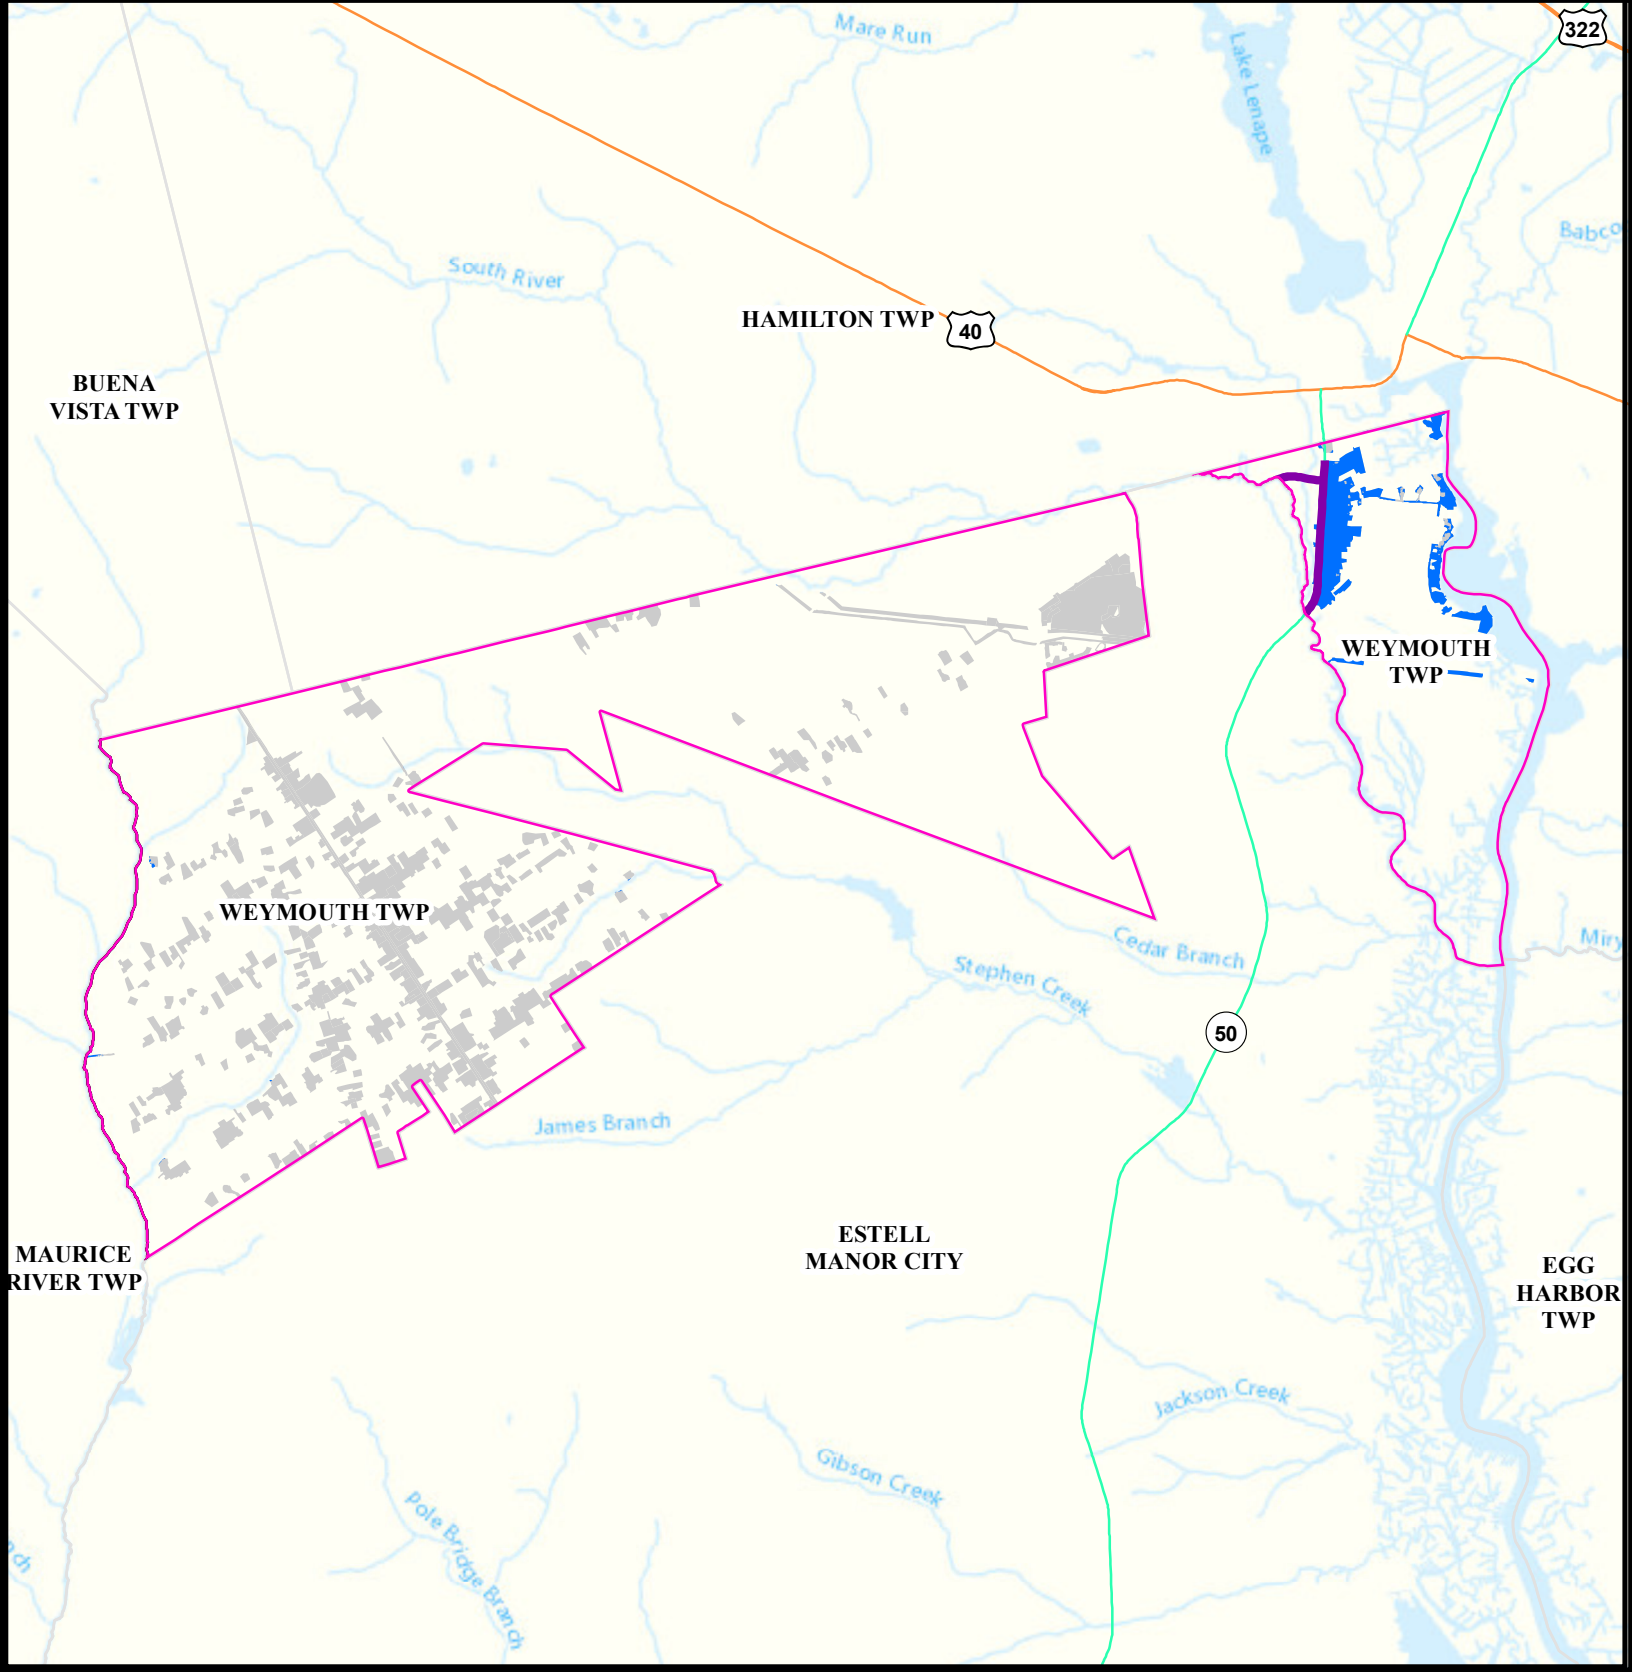 322
Mare Run
Lake Lenape
Babco
South River
HAMILTON TWP
40
BUENA
VISTA TWP
WEYMOUTH
TWP
WEYMOUTH TWP
Cedar Branch
Miry
Stephen Creek
50
James Branch
ESTELL
MANOR CITY
MAURICE
RIVER TWP
EGG
HARBOR
TWP
Jackson Creek
Gibson Creek
Pole Bridge Branch
nch